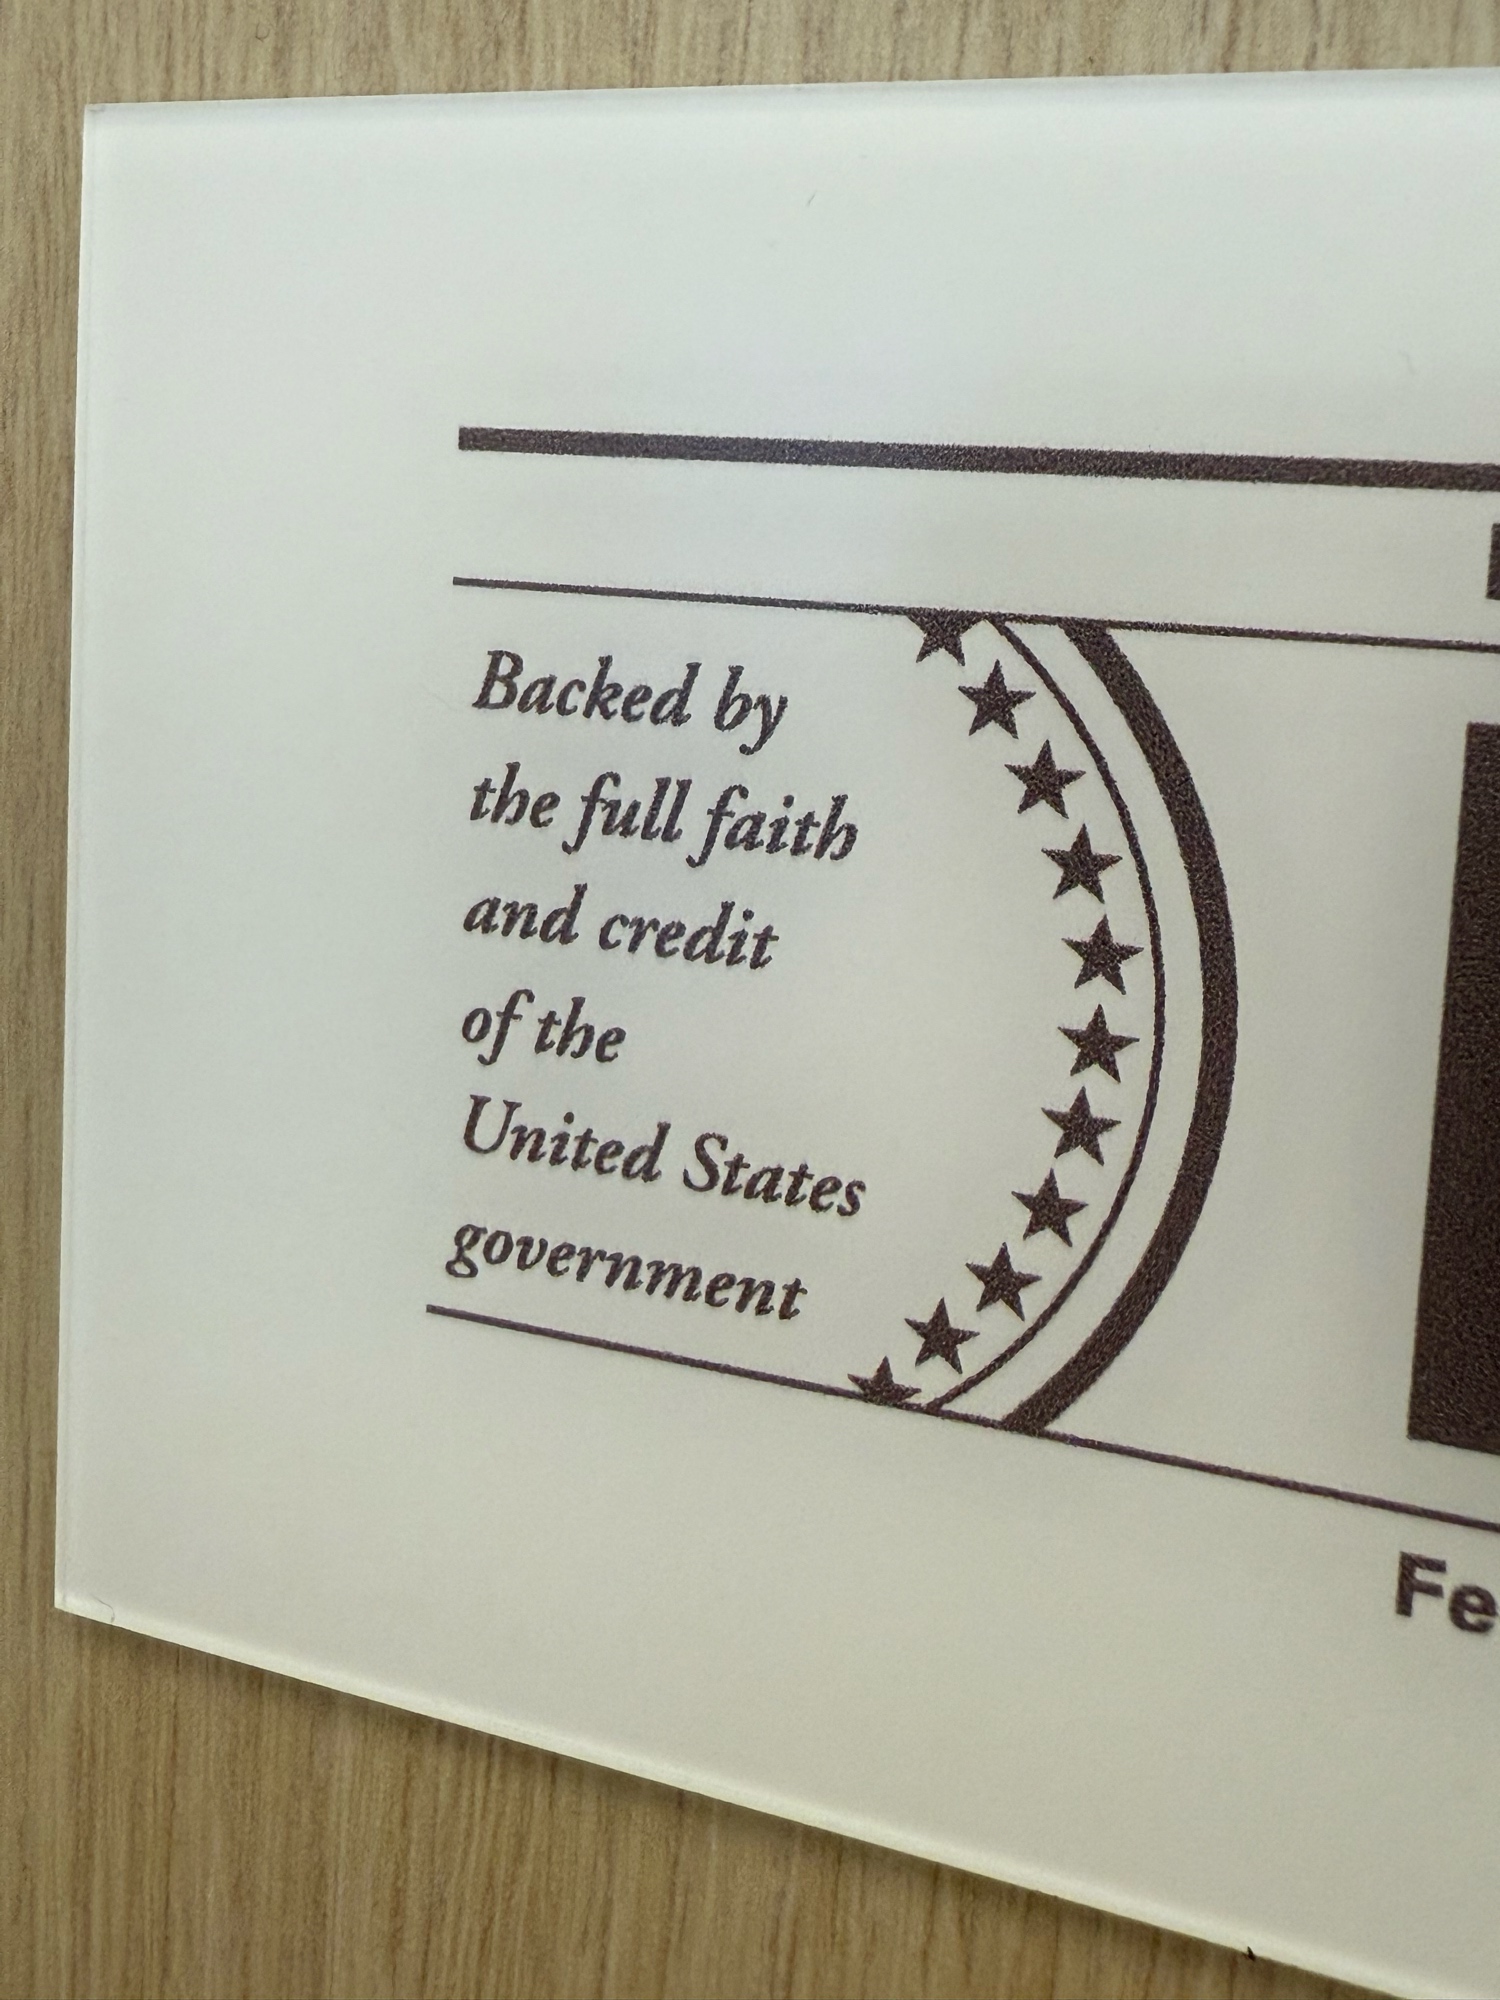 Backed by
the full faith
and credit
of the
United States
government
Fe